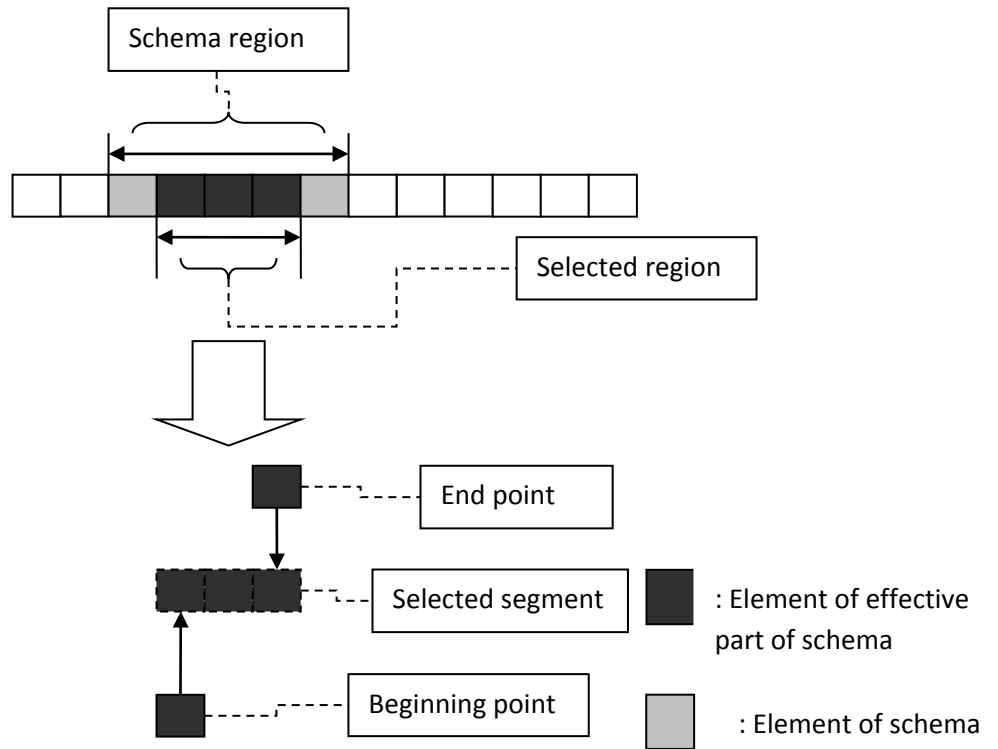 Schema region
Selected region
End point
Selected segment
: Element of effective
part of schema
Beginning point
: Element of schema